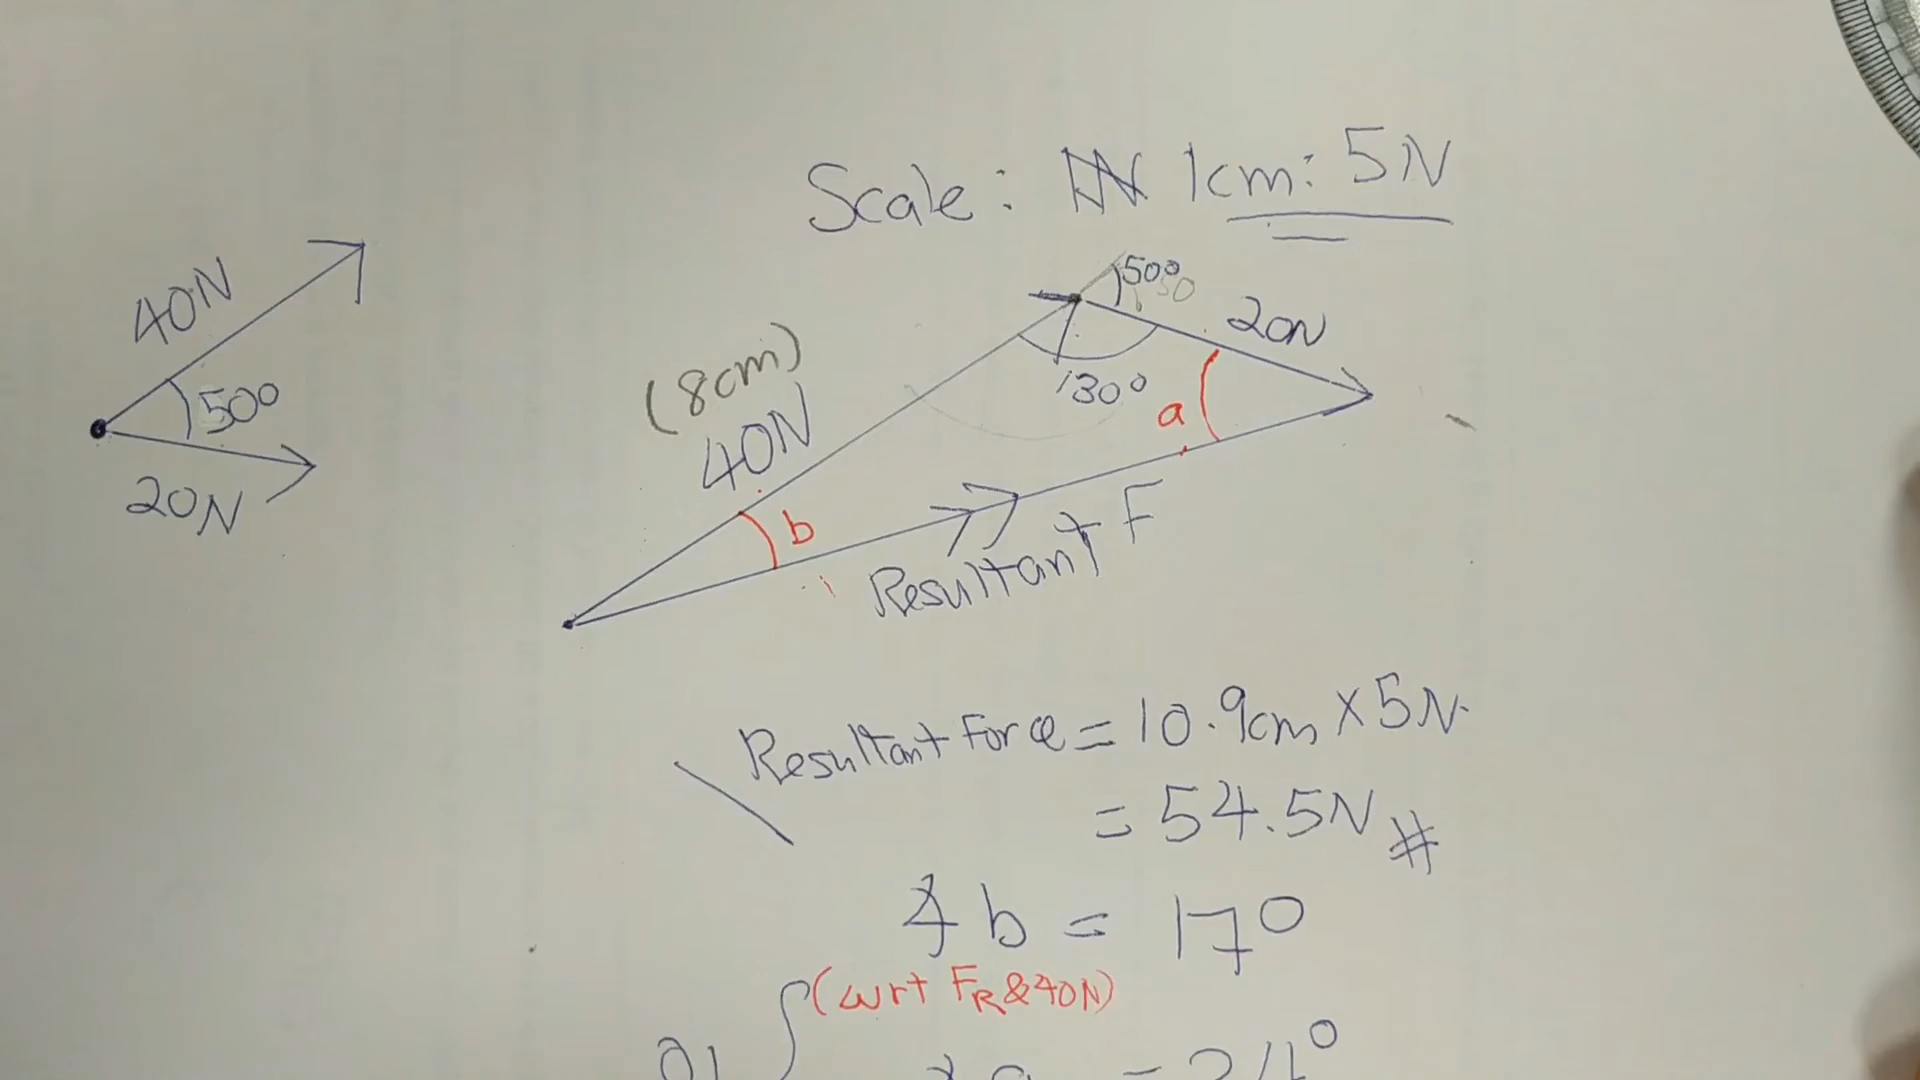 Scale: 1cm: 5N
40N
50°
20N
50°
50
20N
(8cm)
40N
130°
a
b
Resultant F
Resultant Force = 10.9cm × 5N
= 54.5N #
∡ b = 17°
(wrt FR & 40N)